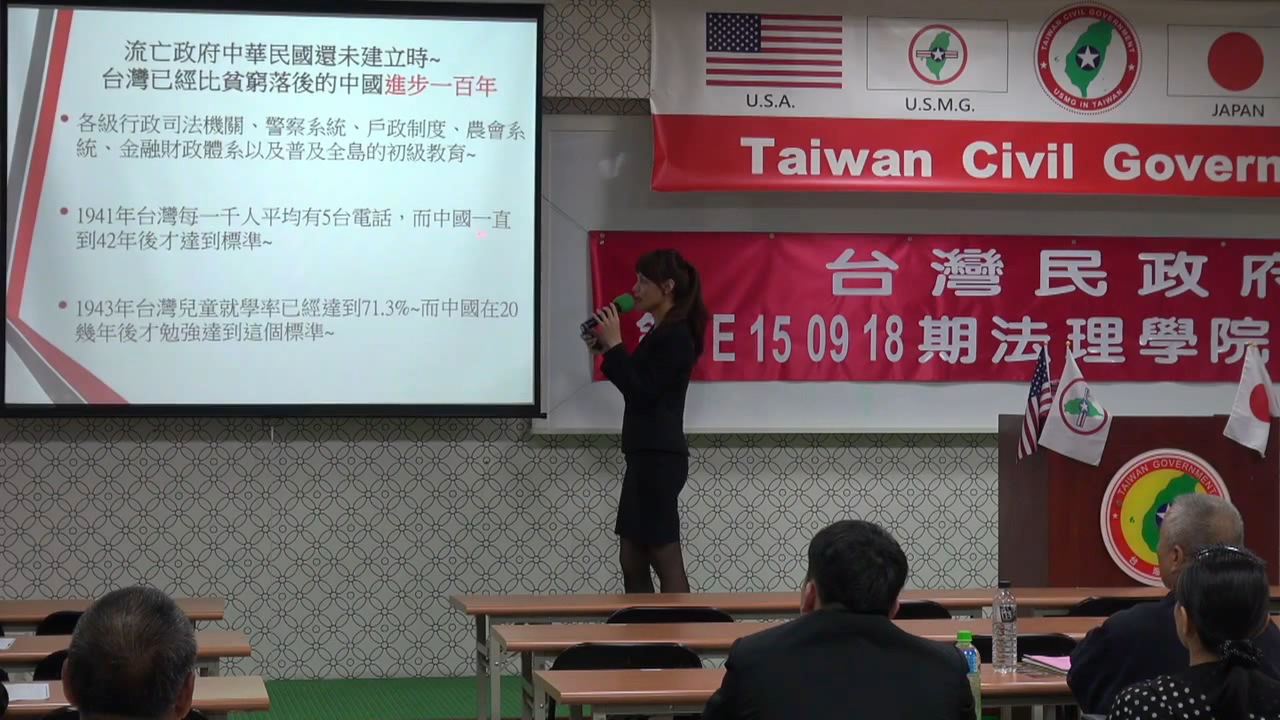 流亡政府中華民國還未建立時~
台灣已經比貧窮落後的中國進步一百年
各級行政司法機關、警察系統、戶政制度、農會系
統、金融財政體系以及普及全島的初級教育~
1941年台灣每一千人平均有5台電話，而中國一直
到42年後才達到標準~
1943年台灣兒童就學率已經達到71.3%~而中國在20
幾年後才勉強達到這個標準~
U.S.A.
U.S.M.G.
TAIWAN CIVIL GOVERNMENT
USMG IN TAIWAN
JAPAN
Taiwan Civil Govern
台灣民政府
E 15 09 18 期法理學院
TAIWAN GOVERNMENT